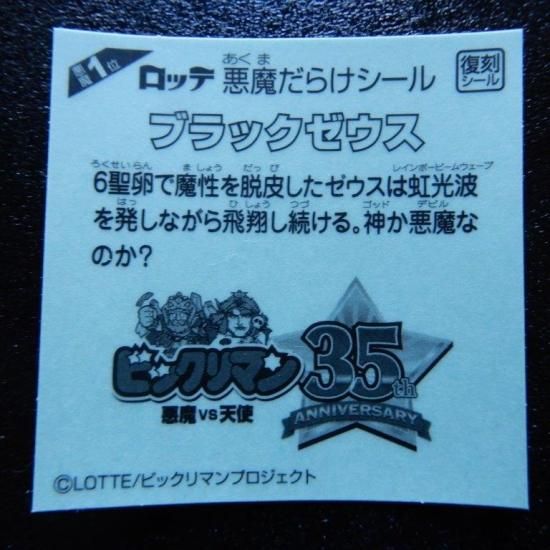 悪魔1位 ロッテ 悪魔だらけシール 復刻シール
あくま
ブラックゼウス
ろくせいらん ましょう だっぴ レインボービームウェーブ
6聖卵で魔性を脱皮したゼウスは虹光波
はっ ひしょう つづ ゴッド デビル
を発しながら飛翔し続ける。神か悪魔な
のか?
ビックリマン
悪魔VS天使
35th
ANNIVERSARY
©LOTTE/ビックリマンプロジェクト